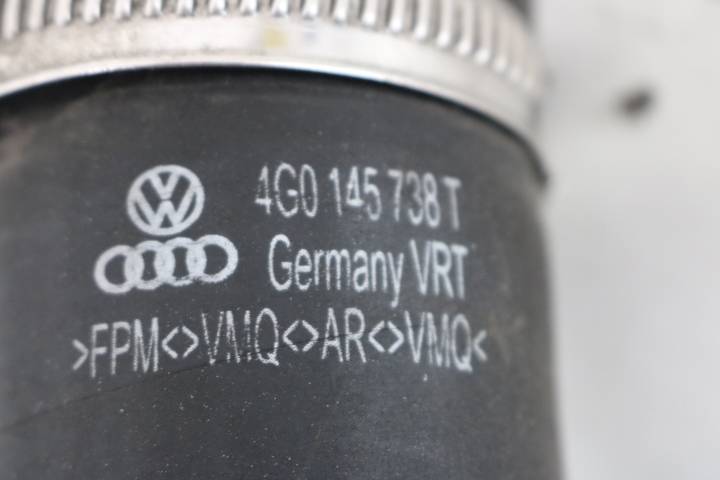 4G0 145 738 T
Germany VRT
>FPM<>VMQ<>AR<>VMQ<